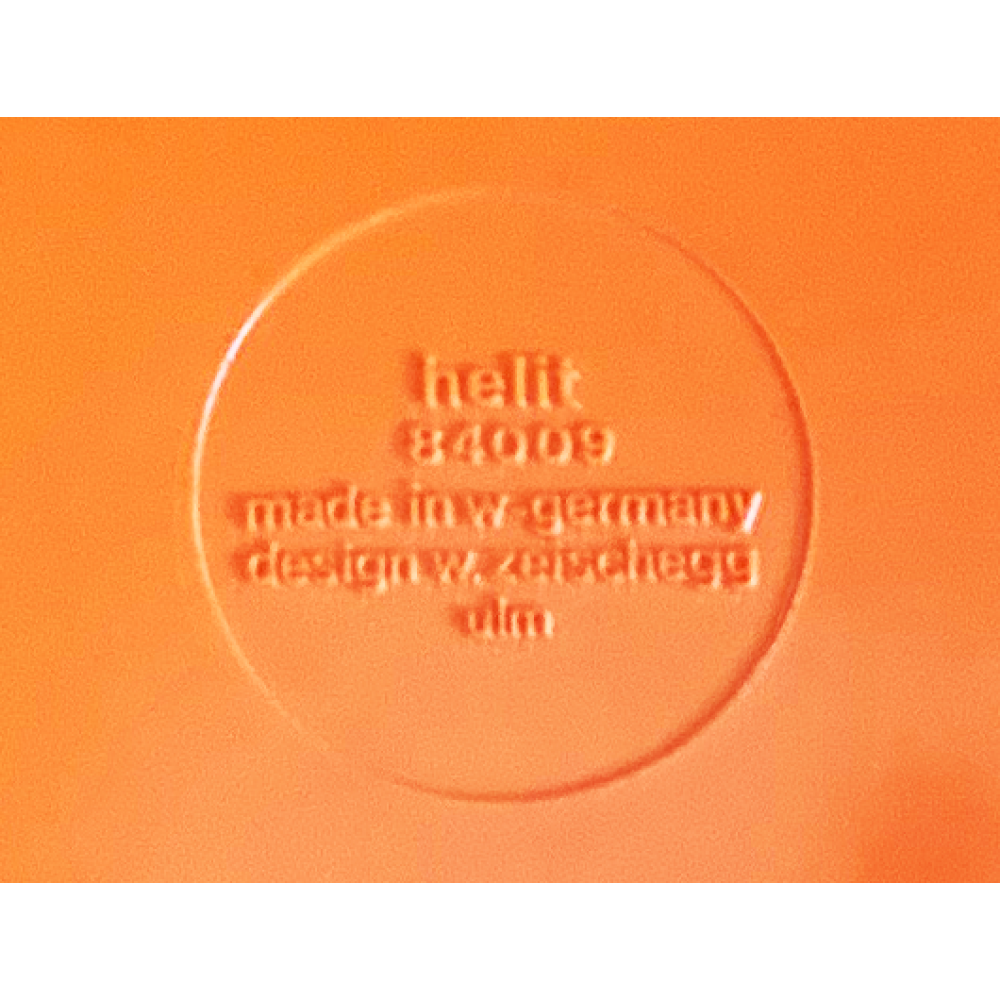 helit
84009
made in w-germany
design w. zeischegg
ulm